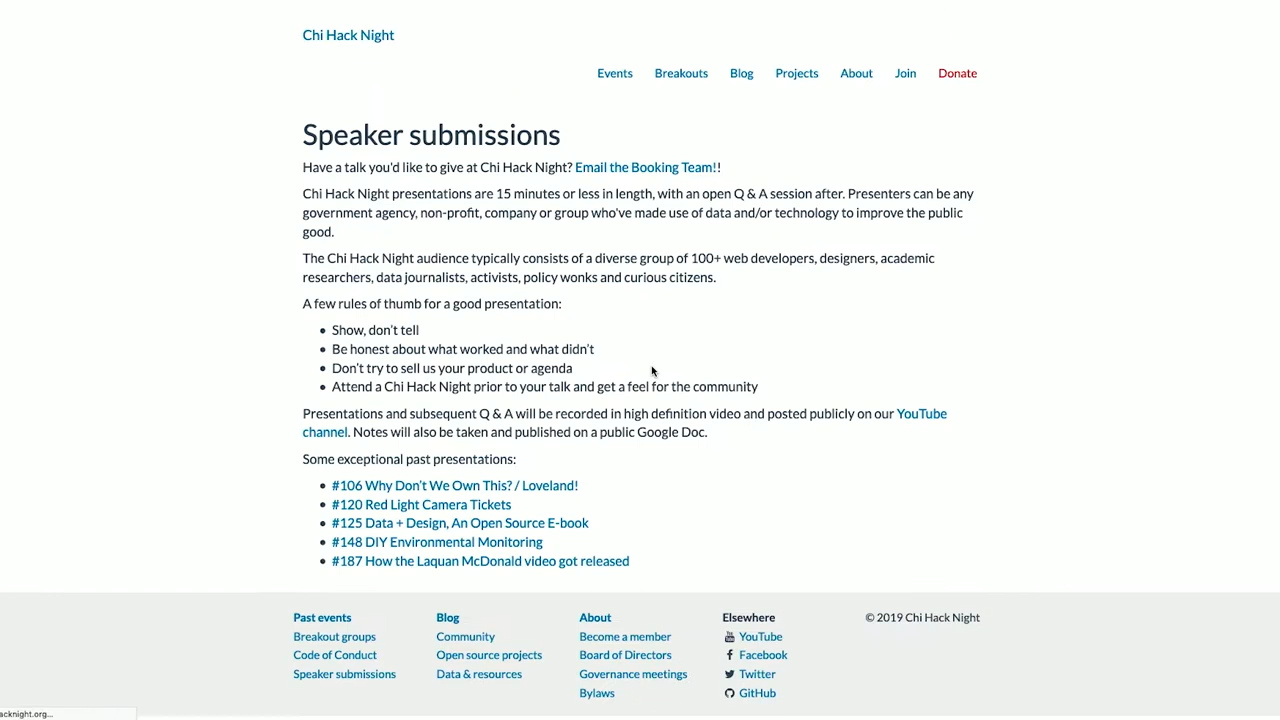 Chi Hack Night
Events Breakouts Blog Projects About Join Donate
Speaker submissions
Have a talk you'd like to give at Chi Hack Night? Email the Booking Team!!
Chi Hack Night presentations are 15 minutes or less in length, with an open Q & A session after. Presenters can be any
government agency, non-profit, company or group who've made use of data and/or technology to improve the public
good.
The Chi Hack Night audience typically consists of a diverse group of 100+ web developers, designers, academic
researchers, data journalists, activists, policy wonks and curious citizens.
A few rules of thumb for a good presentation:
• Show, don't tell
• Be honest about what worked and what didn't
• Don't try to sell us your product or agenda
• Attend a Chi Hack Night prior to your talk and get a feel for the community
Presentations and subsequent Q & A will be recorded in high definition video and posted publicly on our YouTube
channel. Notes will also be taken and published on a public Google Doc.
Some exceptional past presentations:
• #106 Why Don't We Own This? / Loveland!
• #120 Red Light Camera Tickets
• #125 Data + Design, An Open Source E-book
• #148 DIY Environmental Monitoring
• #187 How the Laquan McDonald video got released
Past events
Breakout groups
Code of Conduct
Speaker submissions
Blog
Community
Open source projects
Data & resources
About
Become a member
Board of Directors
Governance meetings
Bylaws
Elsewhere
YouTube
Facebook
Twitter
GitHub
© 2019 Chi Hack Night
acknight.org...